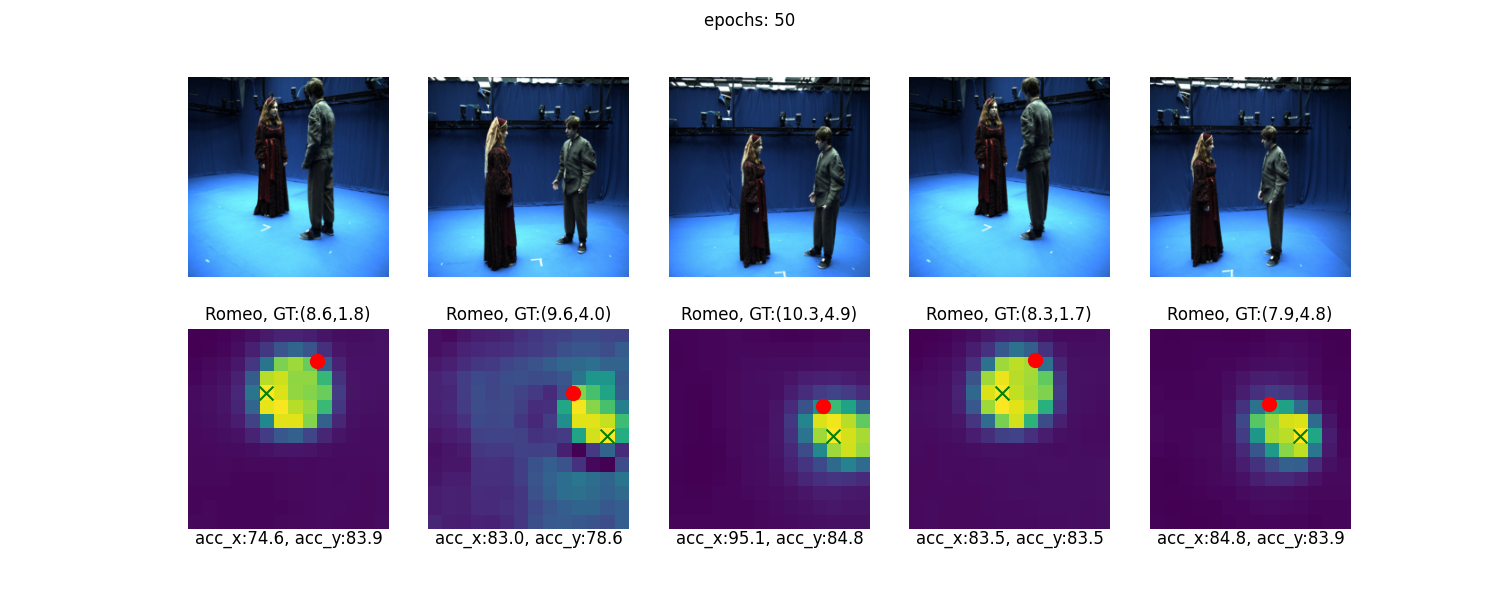 epochs: 50
Romeo, GT:(8.6,1.8)
Romeo, GT:(9.6,4.0)
Romeo, GT:(10.3,4.9)
Romeo, GT:(8.3,1.7)
Romeo, GT:(7.9,4.8)
acc_x:74.6, acc_y:83.9
acc_x:83.0, acc_y:78.6
acc_x:95.1, acc_y:84.8
acc_x:83.5, acc_y:83.5
acc_x:84.8, acc_y:83.9